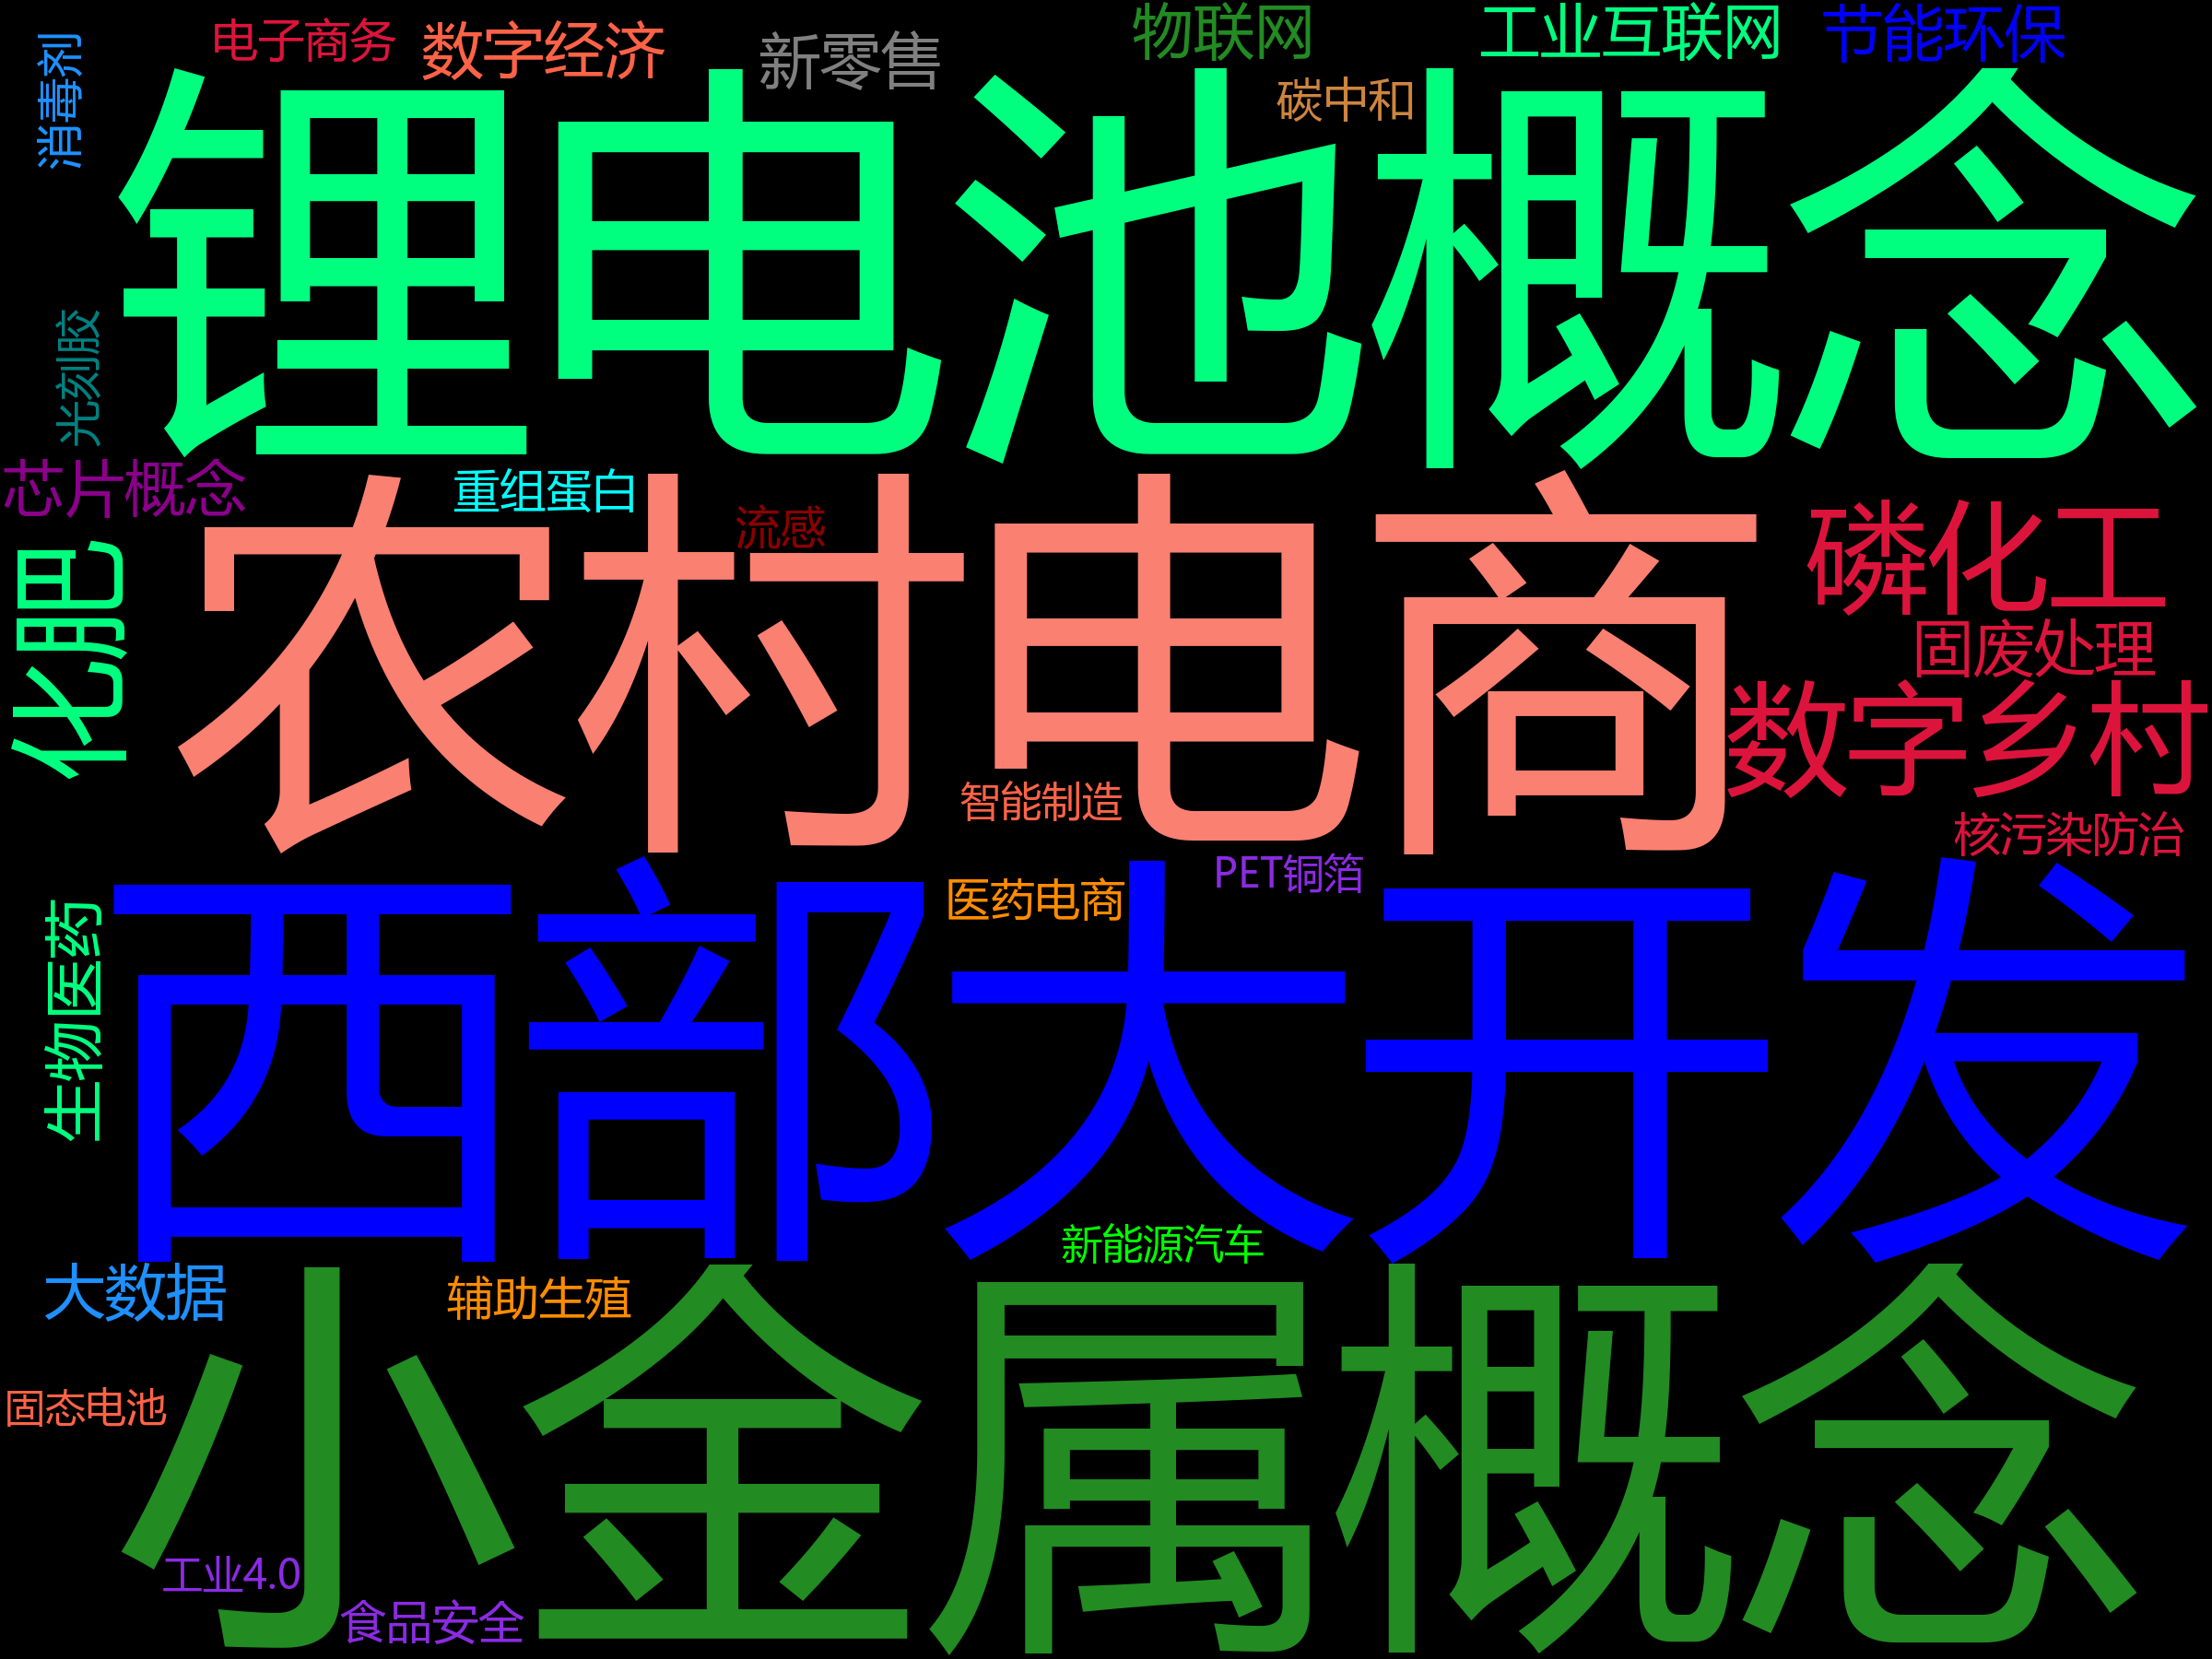 电子商务
数字经济
新零售
物联网
工业互联网
节能环保
消毒剂
碳中和
锂电池概念
光刻胶
芯片概念
重组蛋白
流感
农村电商
磷化工
固废处理
化肥
数字乡村
智能制造
核污染防治
PET铜箔
医药电商
生物医药
西部大开发
新能源汽车
大数据
辅助生殖
小金属概念
固态电池
工业4.0
食品安全